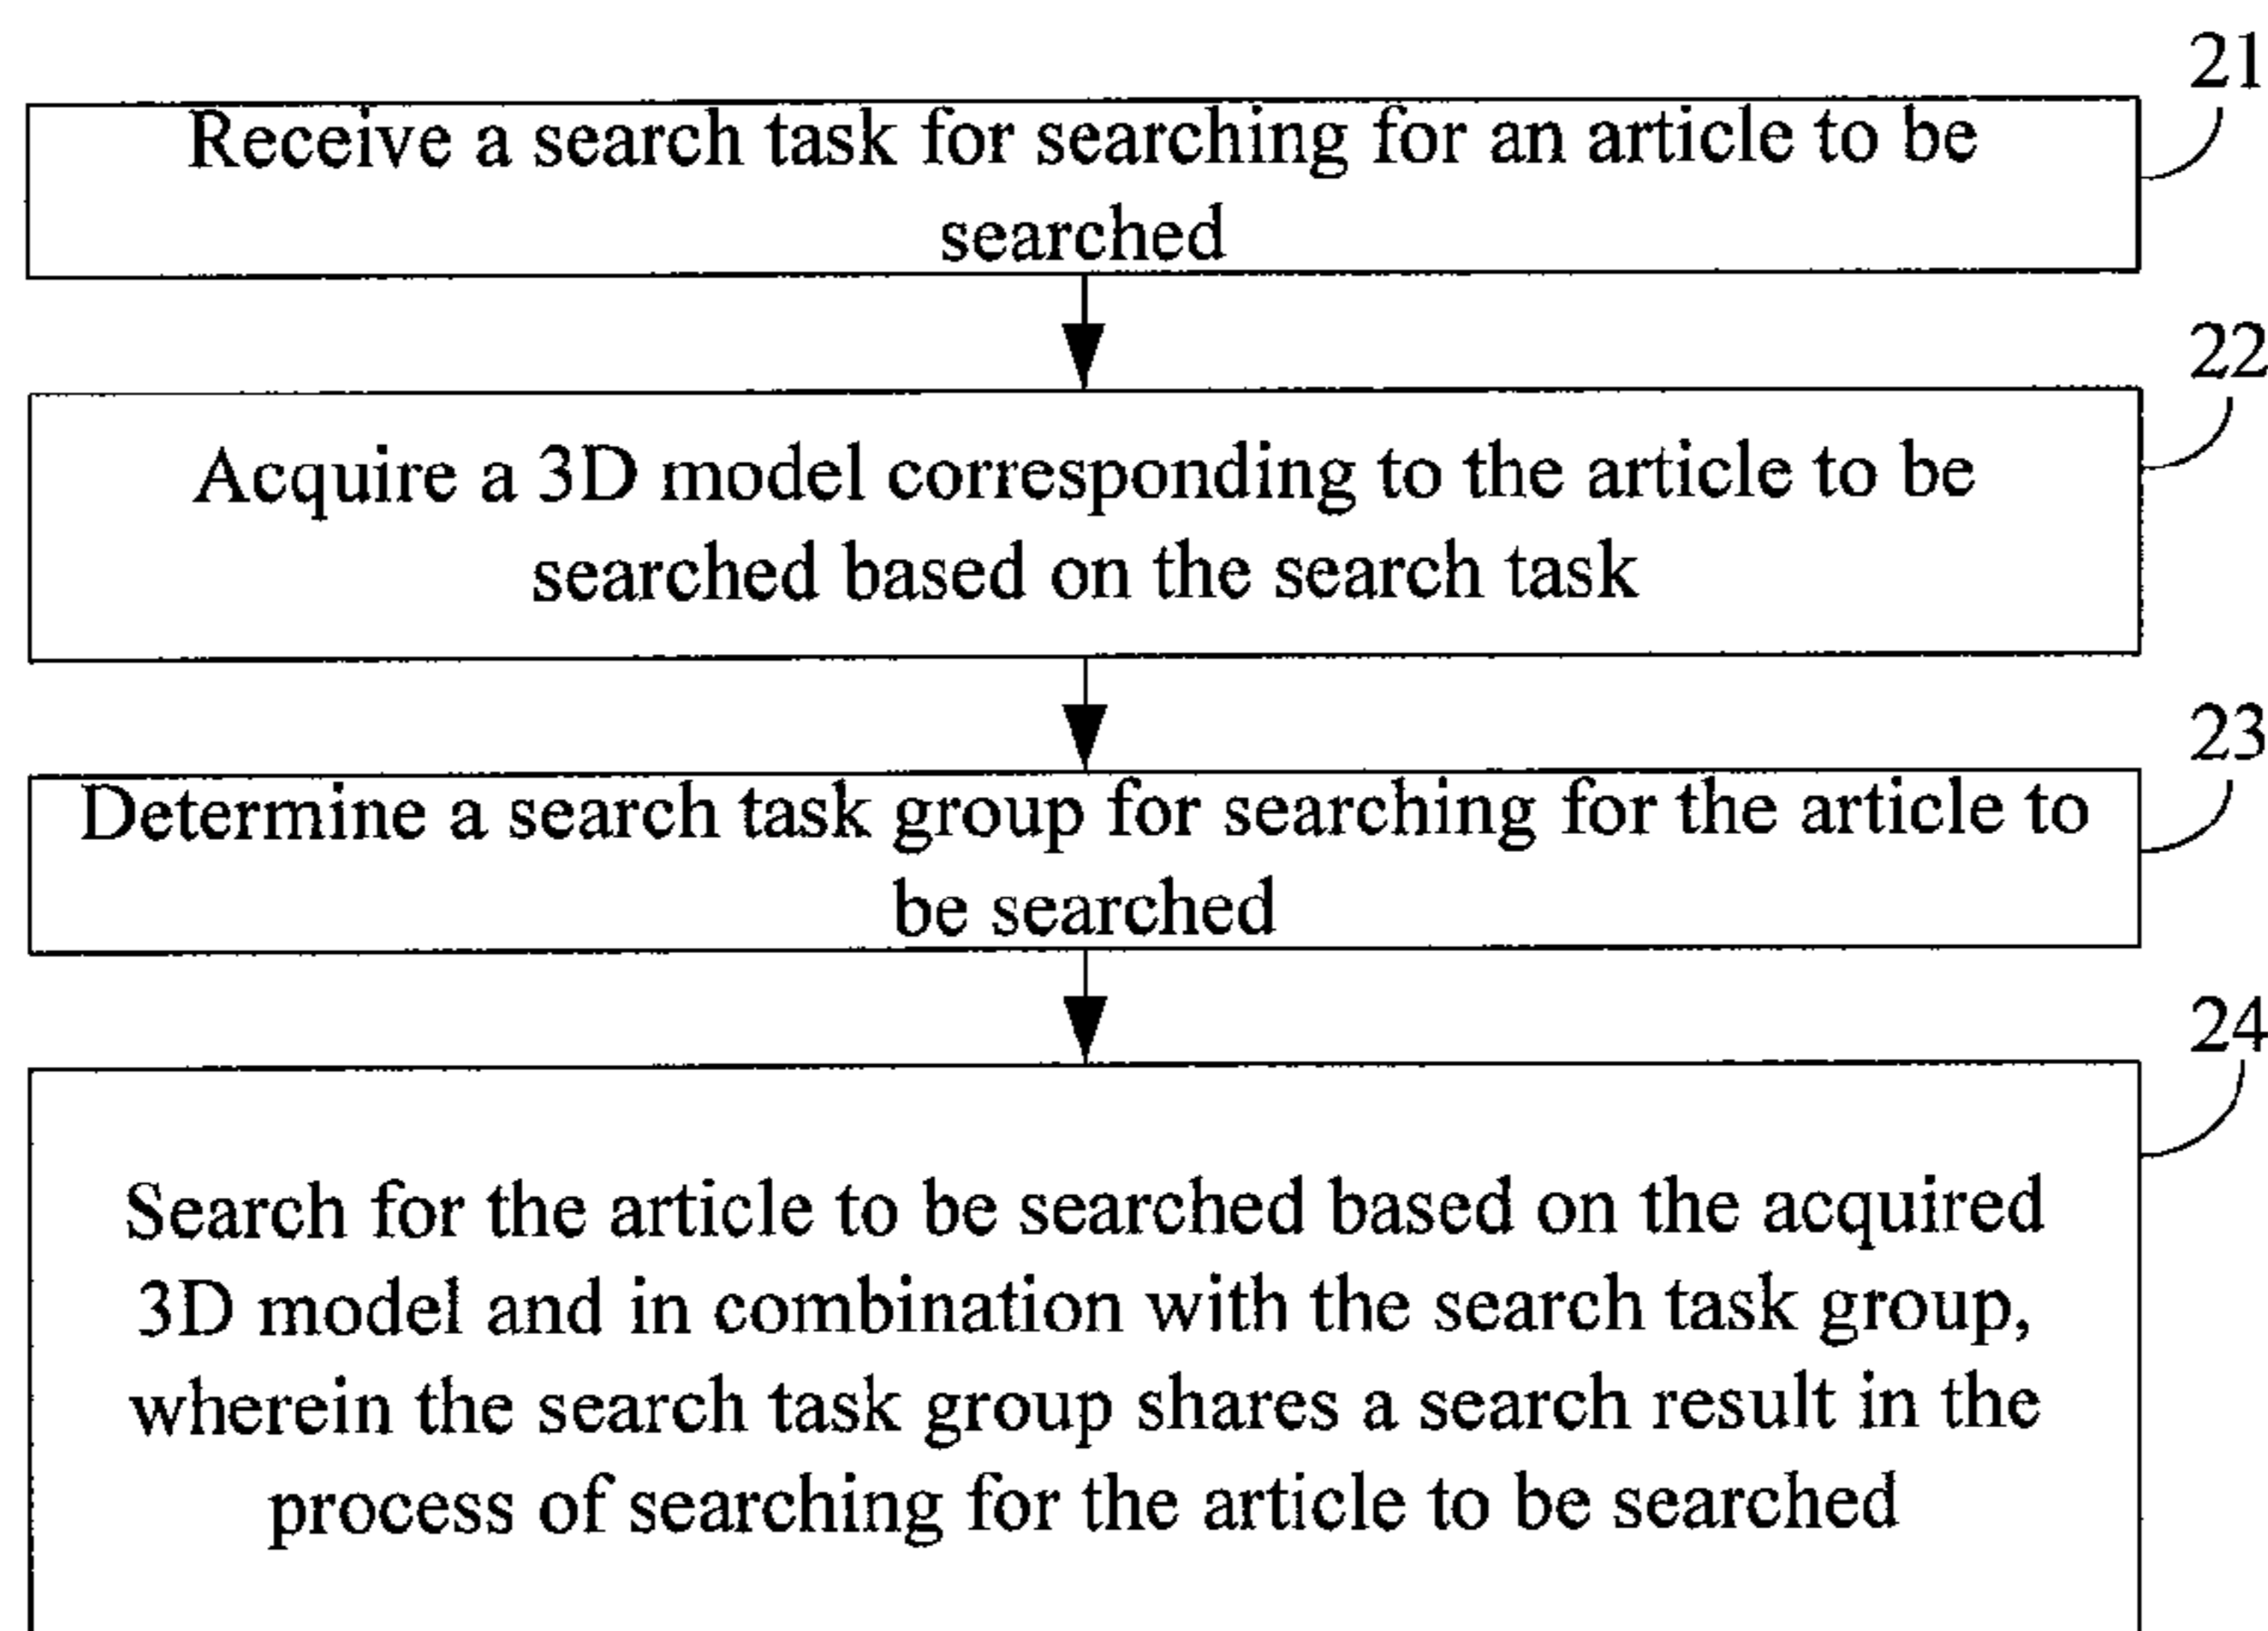 21
Receive a search task for searching for an article to be
searched
22
Acquire a 3D model corresponding to the article to be
searched based on the search task
23
Determine a search task group for searching for the article to
be searched
24
Search for the article to be searched based on the acquired
3D model and in combination with the search task group,
wherein the search task group shares a search result in the
process of searching for the article to be searched